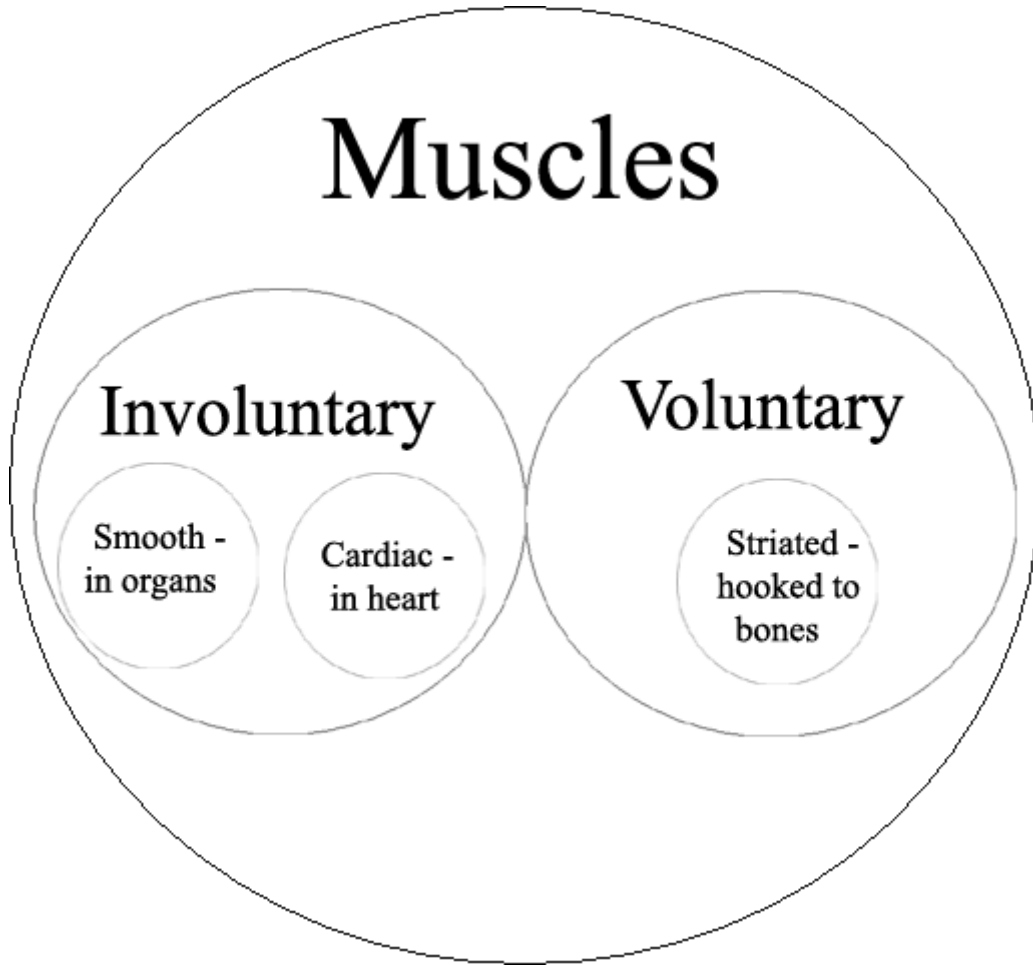 Muscles
Involuntary
Voluntary
Smooth -
in organs
Cardiac -
in heart
Striated -
hooked to
bones